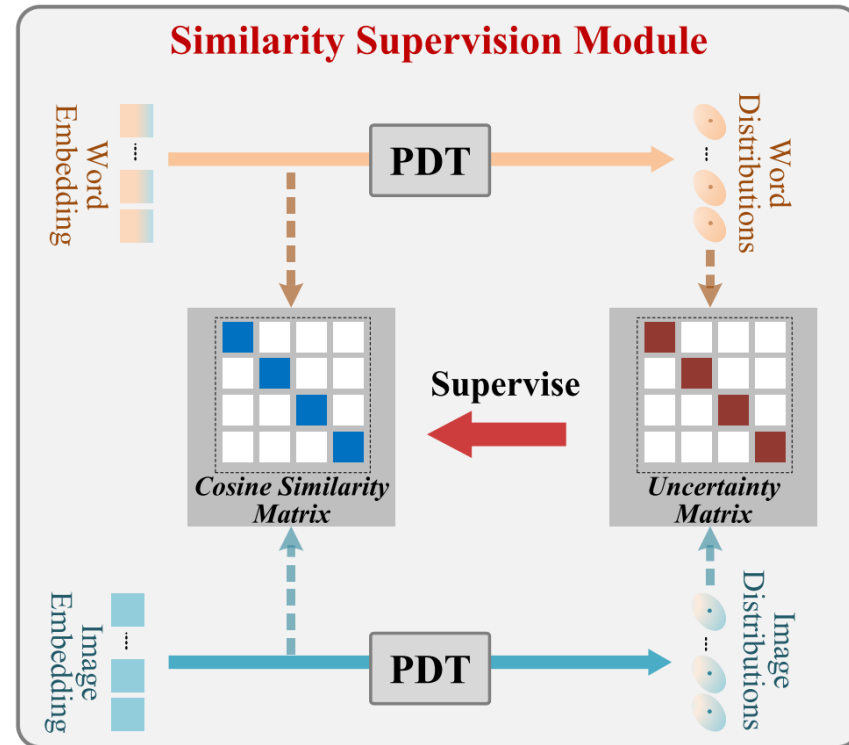 Similarity Supervision Module
Word
Embedding
PDT
Word
Distributions
Supervise
Cosine Similarity
Matrix
Uncertainty
Matrix
Image
Embedding
PDT
Image
Distributions